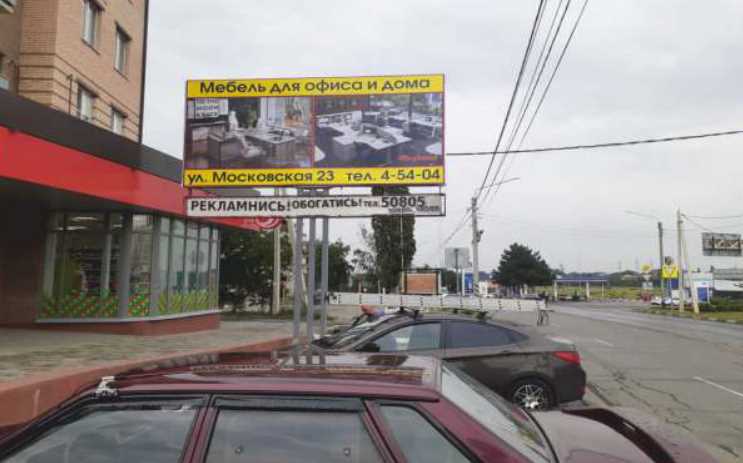 Мебель для офиса и дома
ул. Московская 23 тел. 4-54-04
РЕКЛАМНИСЬ! ОБОГАТИСЬ! тел. 50805